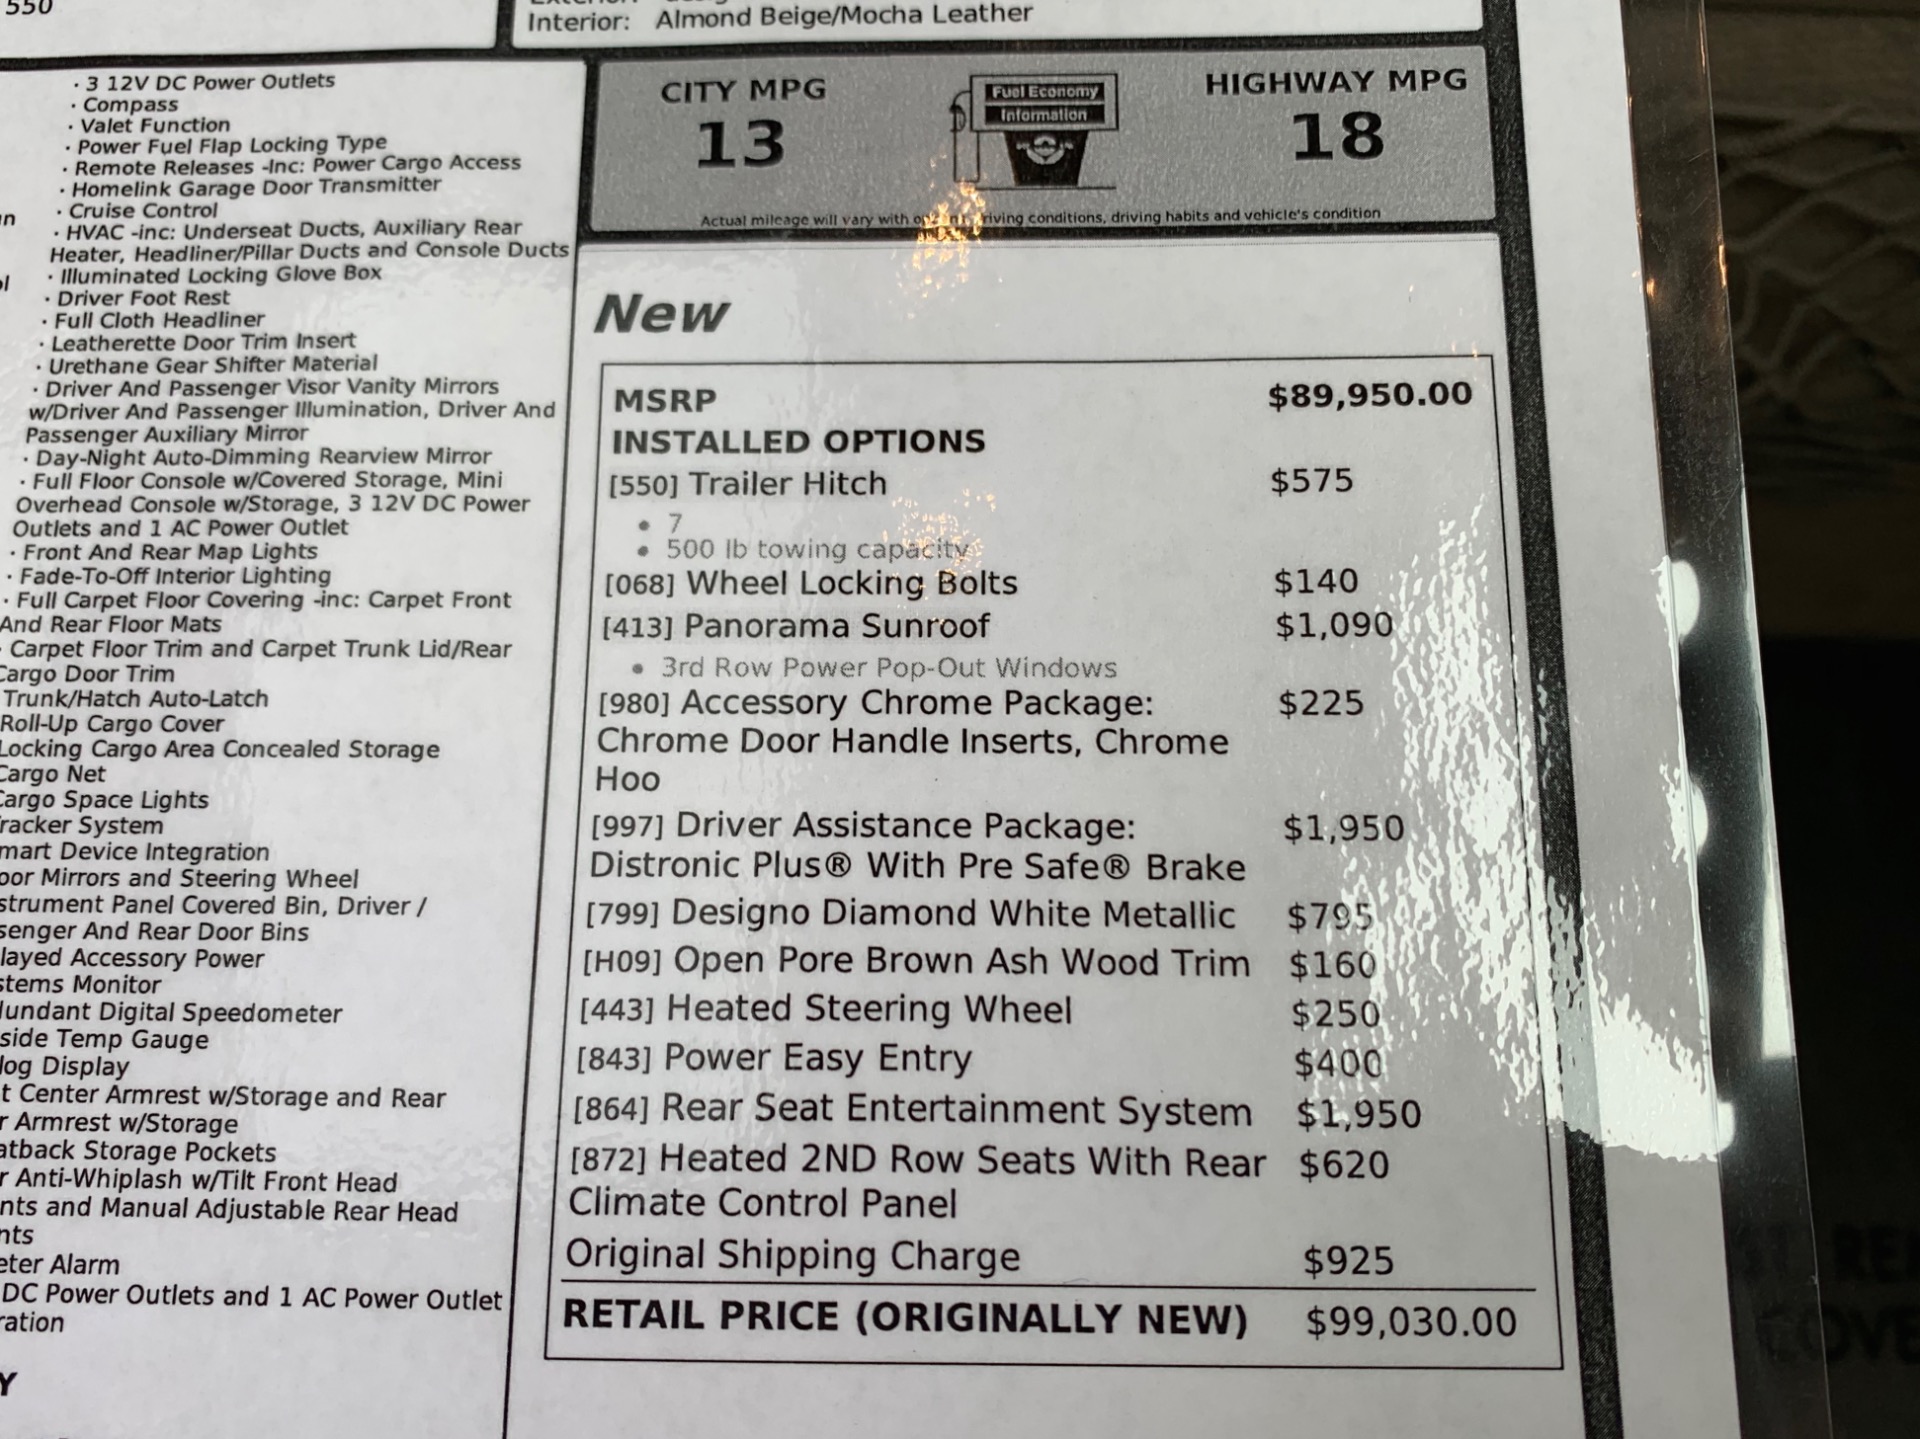 550
Interior: Almond Beige/Mocha Leather
· 3 12V DC Power Outlets
· Compass
· Valet Function
· Power Fuel Flap Locking Type
· Remote Releases -Inc: Power Cargo Access
· Homelink Garage Door Transmitter
· Cruise Control
· HVAC -inc: Underseat Ducts, Auxiliary Rear
Heater, Headliner/Pillar Ducts and Console Ducts
· Illuminated Locking Glove Box
· Driver Foot Rest
· Full Cloth Headliner
· Leatherette Door Trim Insert
· Urethane Gear Shifter Material
· Driver And Passenger Visor Vanity Mirrors
w/Driver And Passenger Illumination, Driver And
Passenger Auxiliary Mirror
· Day-Night Auto-Dimming Rearview Mirror
· Full Floor Console w/Covered Storage, Mini
Overhead Console w/Storage, 3 12V DC Power
Outlets and 1 AC Power Outlet
· Front And Rear Map Lights
· Fade-To-Off Interior Lighting
· Full Carpet Floor Covering -inc: Carpet Front
And Rear Floor Mats
· Carpet Floor Trim and Carpet Trunk Lid/Rear
Cargo Door Trim
Trunk/Hatch Auto-Latch
Roll-Up Cargo Cover
Locking Cargo Area Concealed Storage
Cargo Net
Cargo Space Lights
racker System
mart Device Integration
oor Mirrors and Steering Wheel
strument Panel Covered Bin, Driver /
senger And Rear Door Bins
layed Accessory Power
stems Monitor
dundant Digital Speedometer
side Temp Gauge
log Display
t Center Armrest w/Storage and Rear
r Armrest w/Storage
atback Storage Pockets
r Anti-Whiplash w/Tilt Front Head
nts and Manual Adjustable Rear Head
nts
eter Alarm
DC Power Outlets and 1 AC Power Outlet
ration
Y
CITY MPG
13
Fuel Economy
Information
HIGHWAY MPG
18
Actual mileage will vary with driving conditions, driving habits and vehicle's condition
New
MSRP $89,950.00
INSTALLED OPTIONS
[550] Trailer Hitch $575
• 7
• 500 lb towing capacity
[068] Wheel Locking Bolts $140
[413] Panorama Sunroof $1,090
• 3rd Row Power Pop-Out Windows
[980] Accessory Chrome Package: $225
Chrome Door Handle Inserts, Chrome
Hoo
[997] Driver Assistance Package: $1,950
Distronic Plus® With Pre Safe® Brake
[799] Designo Diamond White Metallic $795
[H09] Open Pore Brown Ash Wood Trim $160
[443] Heated Steering Wheel $250
[843] Power Easy Entry $400
[864] Rear Seat Entertainment System $1,950
[872] Heated 2ND Row Seats With Rear $620
Climate Control Panel
Original Shipping Charge $925
RETAIL PRICE (ORIGINALLY NEW) $99,030.00